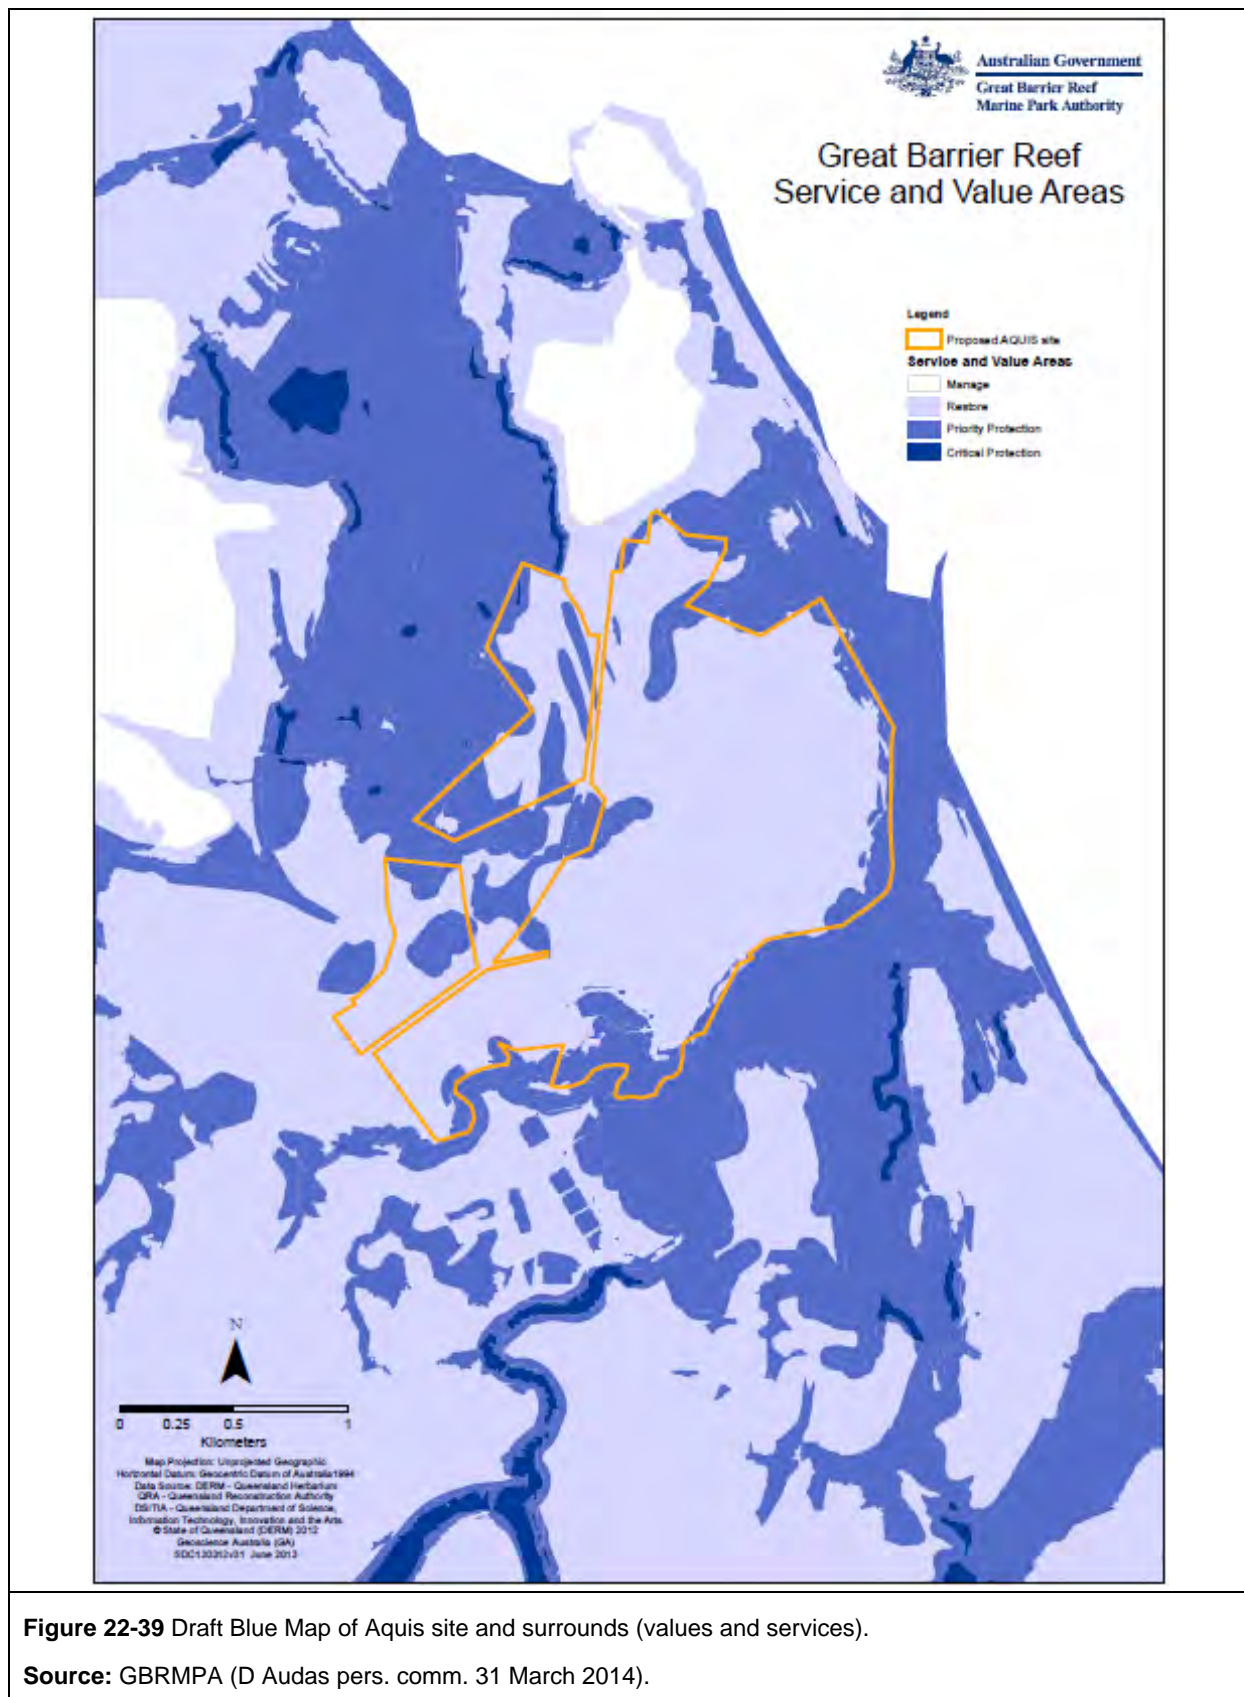 Australian Government
Great Barrier Reef
Marine Park Authority
Great Barrier Reef
Service and Value Areas
Legend
Proposed AQUIS site
Service and Value Areas
Manage
Restore
Priority Protection
Critical Protection
N
0 0.25 0.5 1
Kilometers
Map Projection: Unprojected Geographic
Horizontal Datum: Geocentric Datum of Australia 1994
Data Source: DERM - Queensland Herbarium
QRA - Queensland Reconstruction Authority
DSITIA - Queensland Department of Science,
Information Technology, Innovation and the Arts
© State of Queensland (DERM) 2012
Geoscience Australia (GA)
June 2013
Figure 22-39 Draft Blue Map of Aquis site and surrounds (values and services).
Source: GBRMPA (D Audas pers. comm. 31 March 2014).